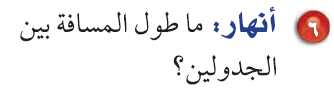 ٦ أنهار: ما طول المسافة بين
الجدولين؟